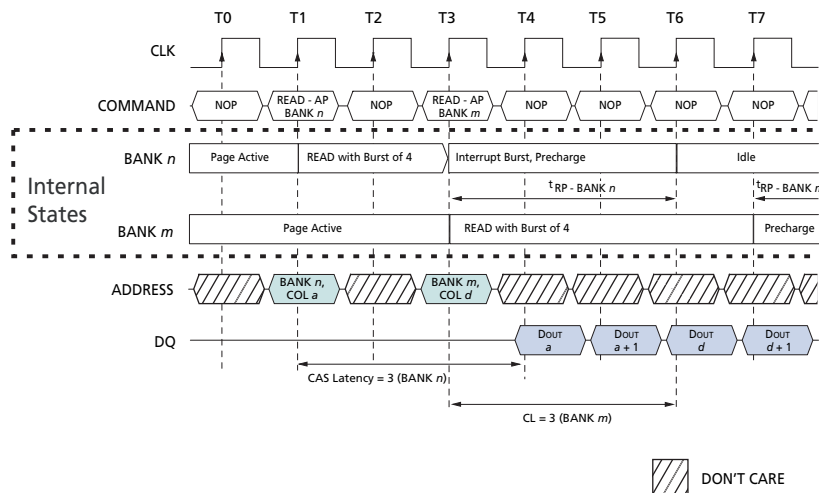 T0 T1 T2 T3 T4 T5 T6 T7
CLK
COMMAND NOP READ - AP BANK n NOP READ - AP BANK m NOP NOP NOP NOP
Internal States
BANK n Page Active READ with Burst of 4 Interrupt Burst, Precharge Idle
tRP - BANK n tRP - BANK m
BANK m Page Active READ with Burst of 4 Precharge
ADDRESS BANK n, COL a BANK m, COL d
DQ DOUT a DOUT a + 1 DOUT d DOUT d + 1
CAS Latency = 3 (BANK n)
CL = 3 (BANK m)
DON'T CARE